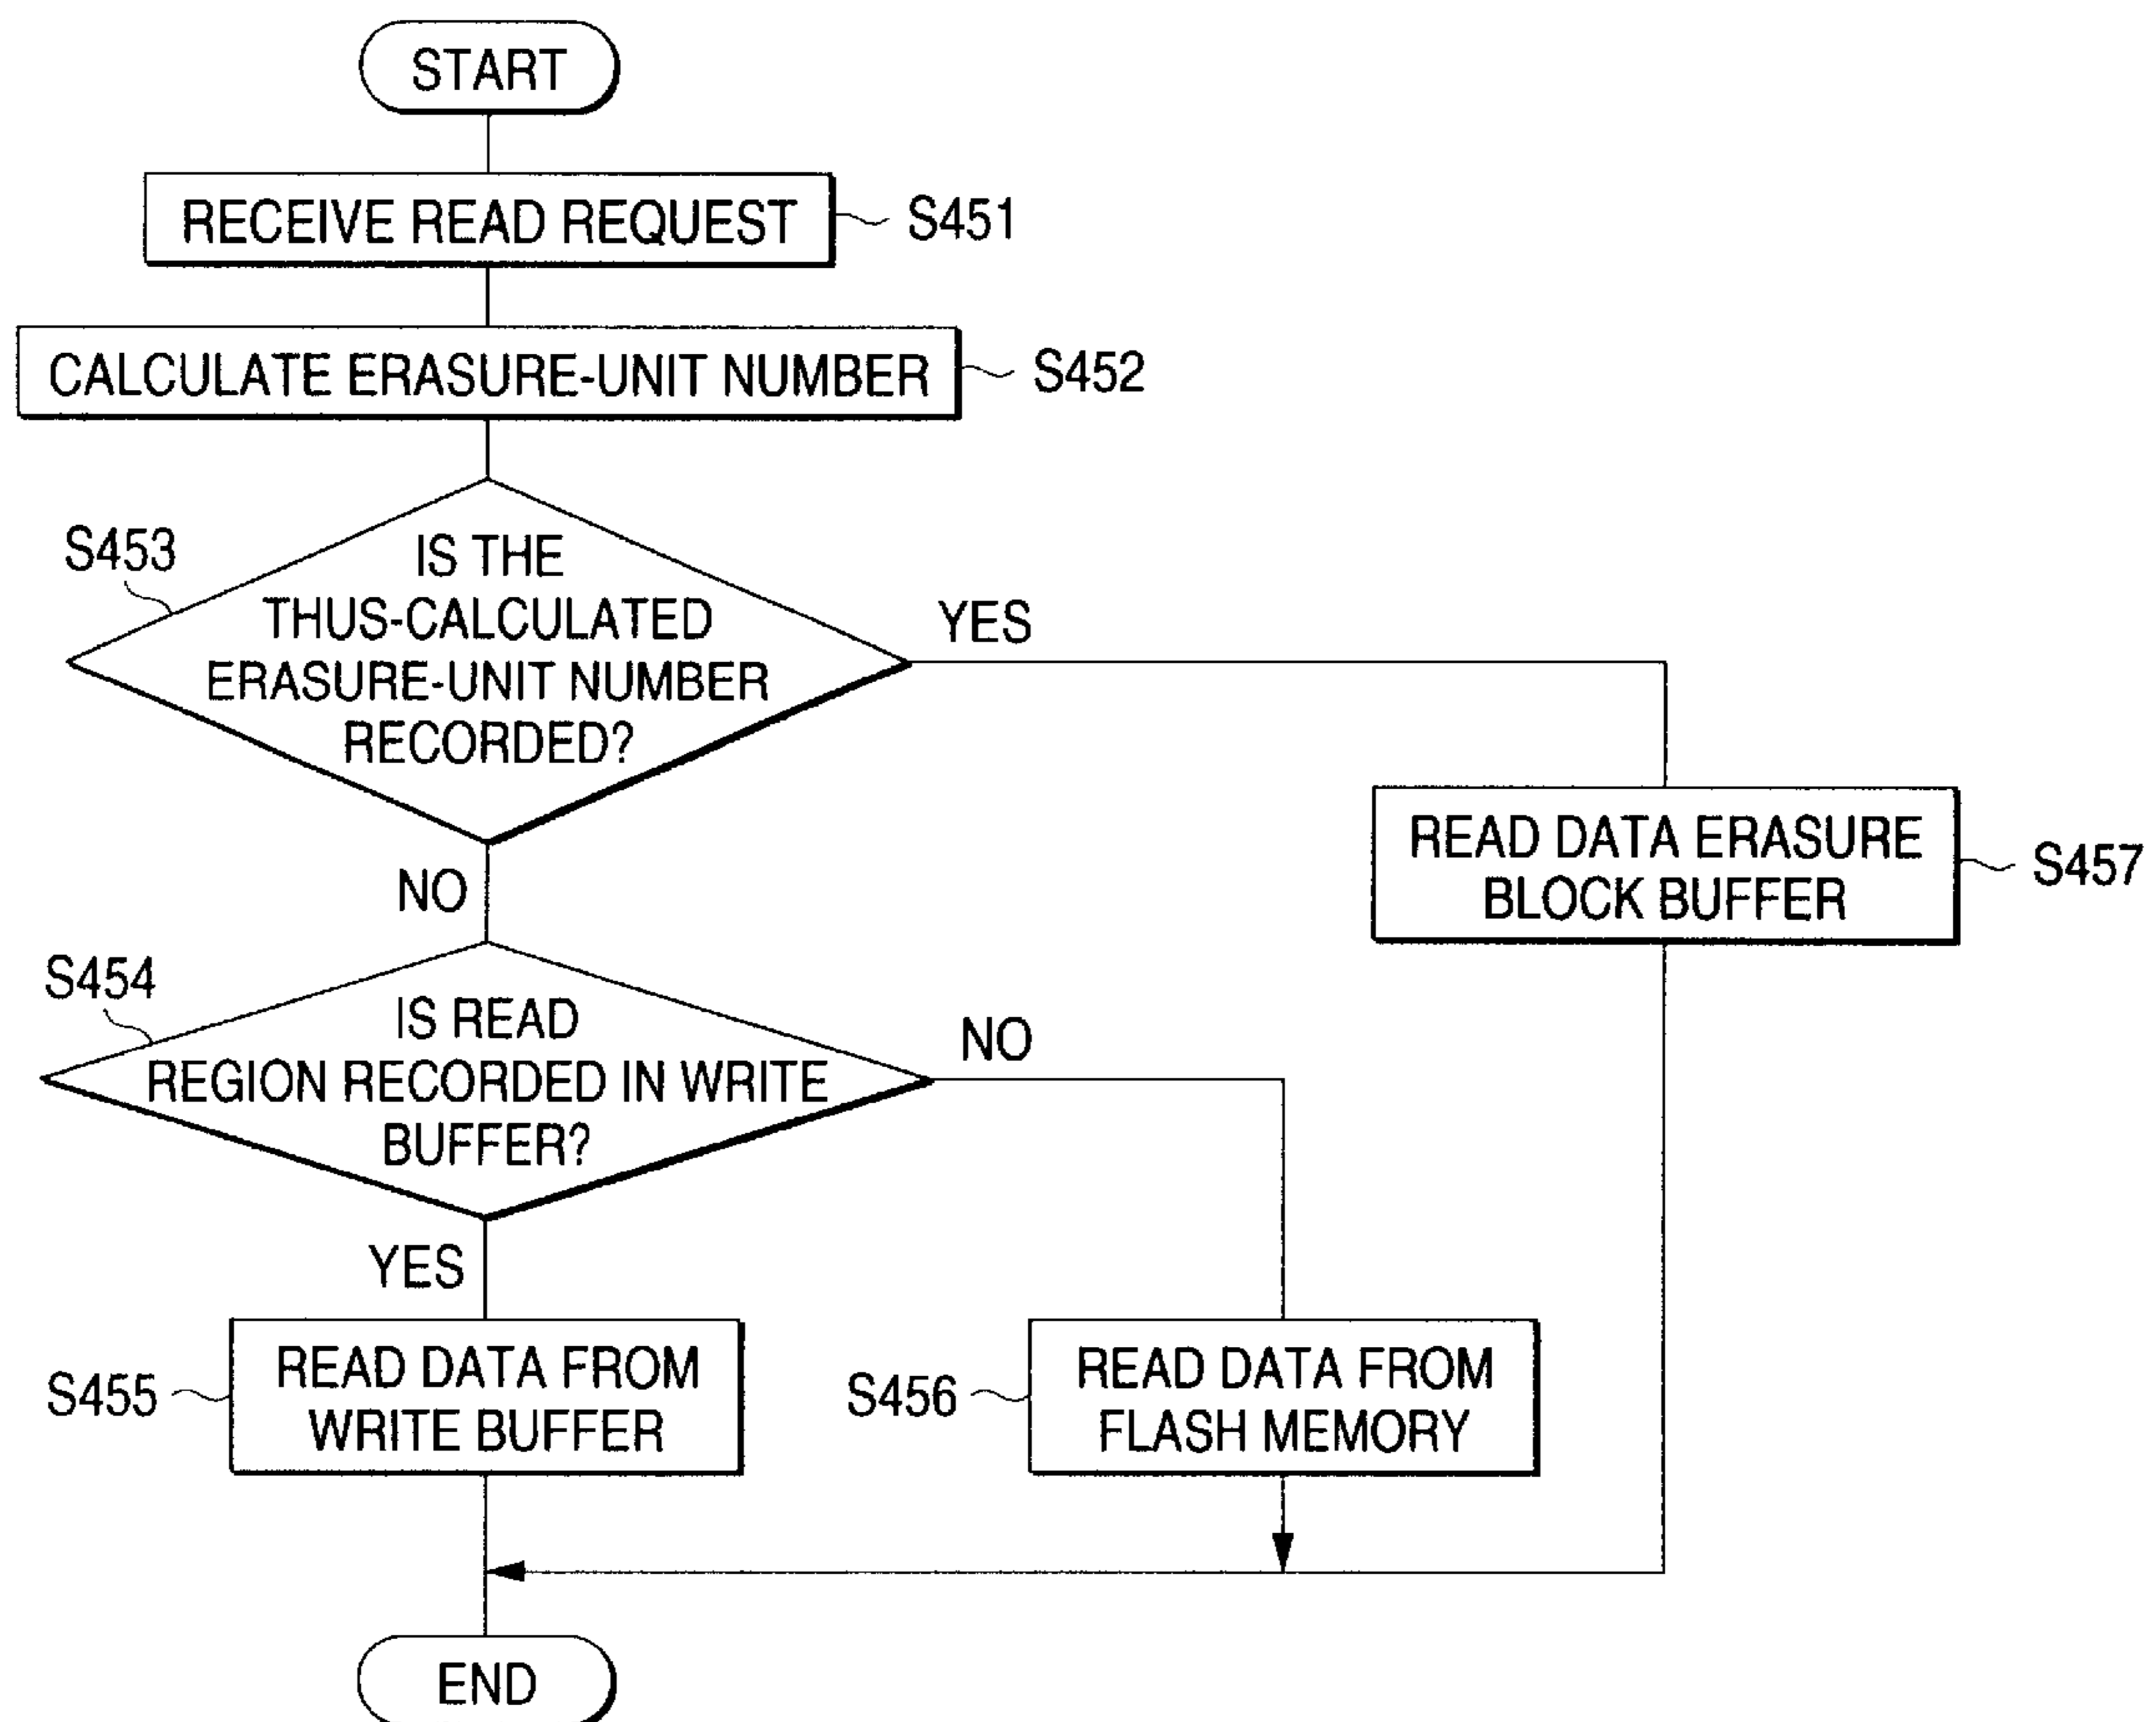 START
RECEIVE READ REQUEST
S451
CALCULATE ERASURE-UNIT NUMBER
S452
S453
IS THE
THUS-CALCULATED
ERASURE-UNIT NUMBER
RECORDED?
YES
NO
READ DATA ERASURE
BLOCK BUFFER
S457
S454
IS READ
REGION RECORDED IN WRITE
BUFFER?
NO
YES
S455
READ DATA FROM
WRITE BUFFER
S456
READ DATA FROM
FLASH MEMORY
END